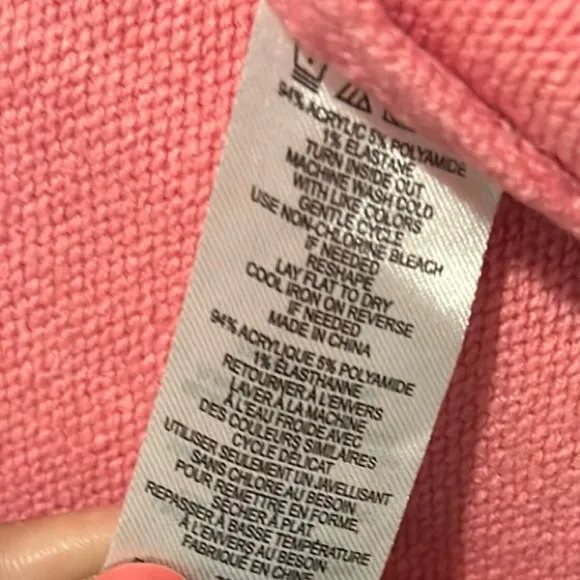 94% ACRYLIC 5% POLYAMIDE
1% ELASTANE
TURN INSIDE OUT
MACHINE WASH COLD
WITH LIKE COLORS
GENTLE CYCLE
USE NON-CHLORINE BLEACH
IF NEEDED
RESHAPE
LAY FLAT TO DRY
COOL IRON ON REVERSE
IF NEEDED
MADE IN CHINA
94% ACRYLIQUE 5% POLYAMIDE
1% ÉLASTHANNE
RETOURNER À L'ENVERS
LAVER À LA MACHINE
À L'EAU FROIDE AVEC
DES COULEURS SIMILAIRES
CYCLE DÉLICAT
UTILISER SEULEMENT UN JAVELLISANT
SANS CHLORE AU BESOIN
POUR REMETTRE EN FORME,
SÉCHER À PLAT
REPASSER À BASSE TEMPÉRATURE
À L'ENVERS AU BESOIN
FABRIQUÉ EN CHINE